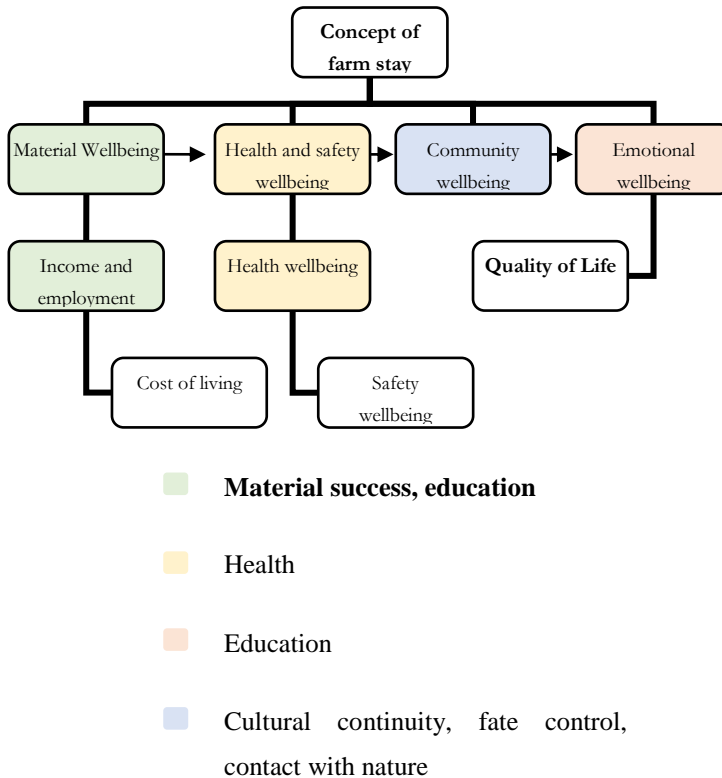 Concept of
farm stay
Material Wellbeing
Health and safety
wellbeing
Community
wellbeing
Emotional
wellbeing
Income and
employment
Health wellbeing
Quality of Life
Cost of living
Safety
wellbeing
Material success, education
Health
Education
Cultural continuity, fate control,
contact with nature